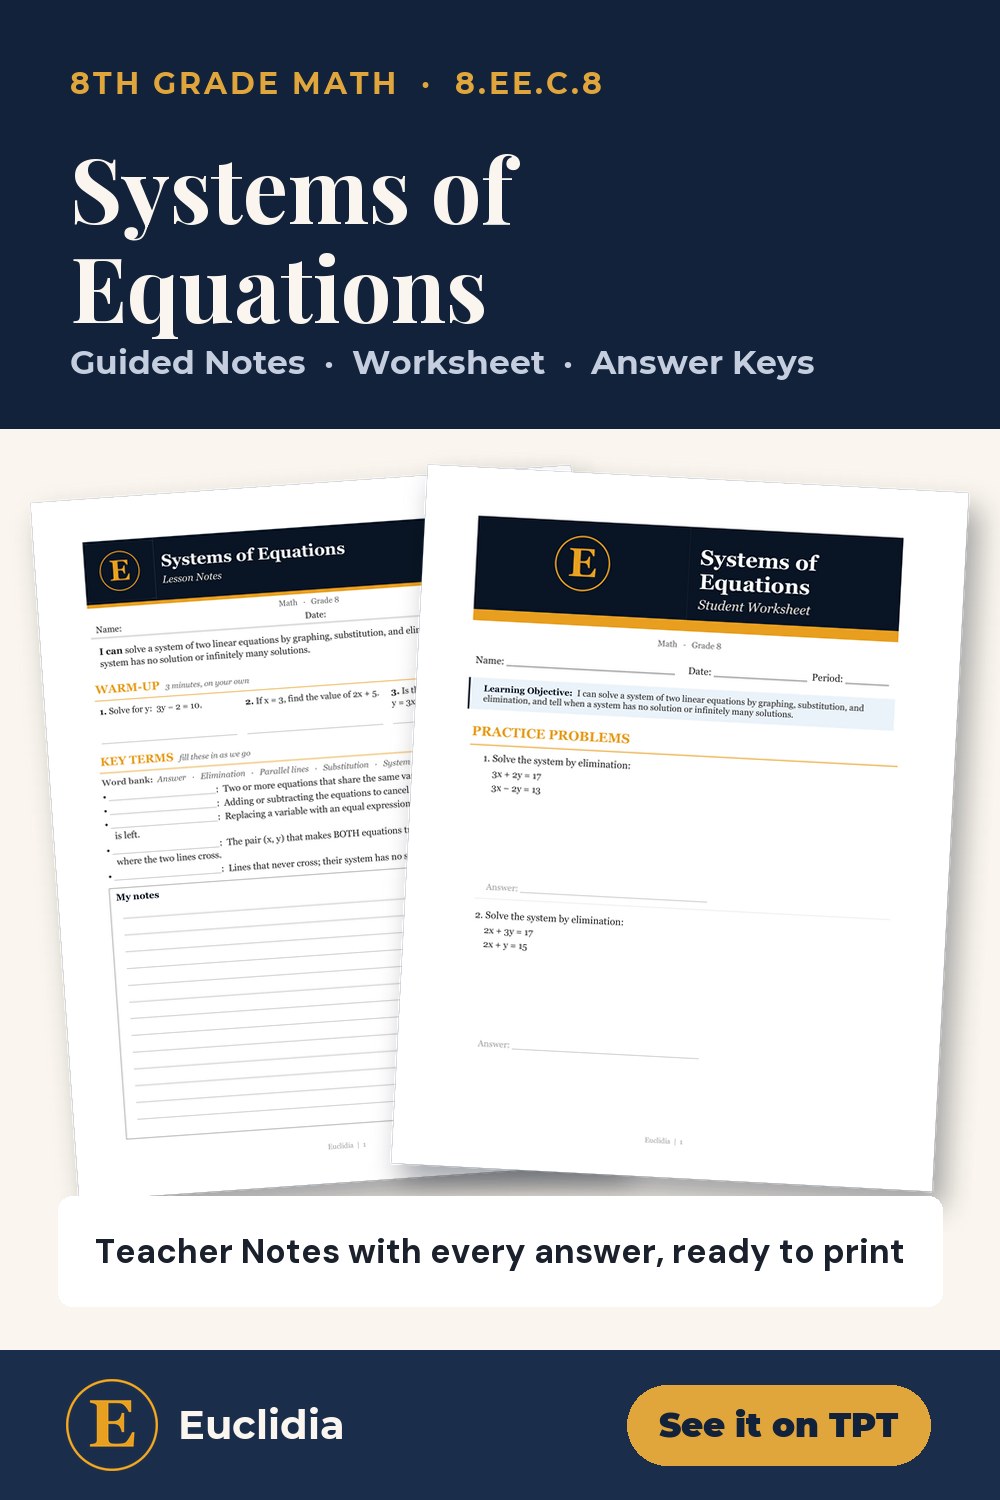 8TH GRADE MATH · 8.EE.C.8
Systems of
Equations
Guided Notes · Worksheet · Answer Keys
E
Systems of Equations
Lesson Notes
Math · Grade 8
Name:
Date:
I can solve a system of two linear equations by graphing, substitution, and
system has no solution or infinitely many solutions.
WARM-UP 3 minutes, on your own
1. Solve for y: 3y − 2 = 10.
2. If x = 3, find the value of 2x + 5.
3. Is
y = 3x
KEY TERMS fill these in as we go
Word bank: Answer · Elimination · Parallel lines · Substitution · System
: Two or more equations that share the same
: Adding or subtracting the equations to cancel
: Replacing a variable with an equal expression
is left.
: The pair (x, y) that makes BOTH equations
where the two lines cross.
: Lines that never cross; their system has no
My notes
Euclidia | 1
E
Systems of
Equations
Student Worksheet
Math · Grade 8
Name:
Date:
Period:
Learning Objective: I can solve a system of two linear equations by graphing, substitution, and
elimination, and tell when a system has no solution or infinitely many solutions.
PRACTICE PROBLEMS
1. Solve the system by elimination:
3x + 2y = 17
3x − 2y = 13
Answer:
2. Solve the system by elimination:
2x + 3y = 17
2x + y = 15
Answer:
Euclidia | 1
Teacher Notes with every answer, ready to print
E
Euclidia
See it on TPT